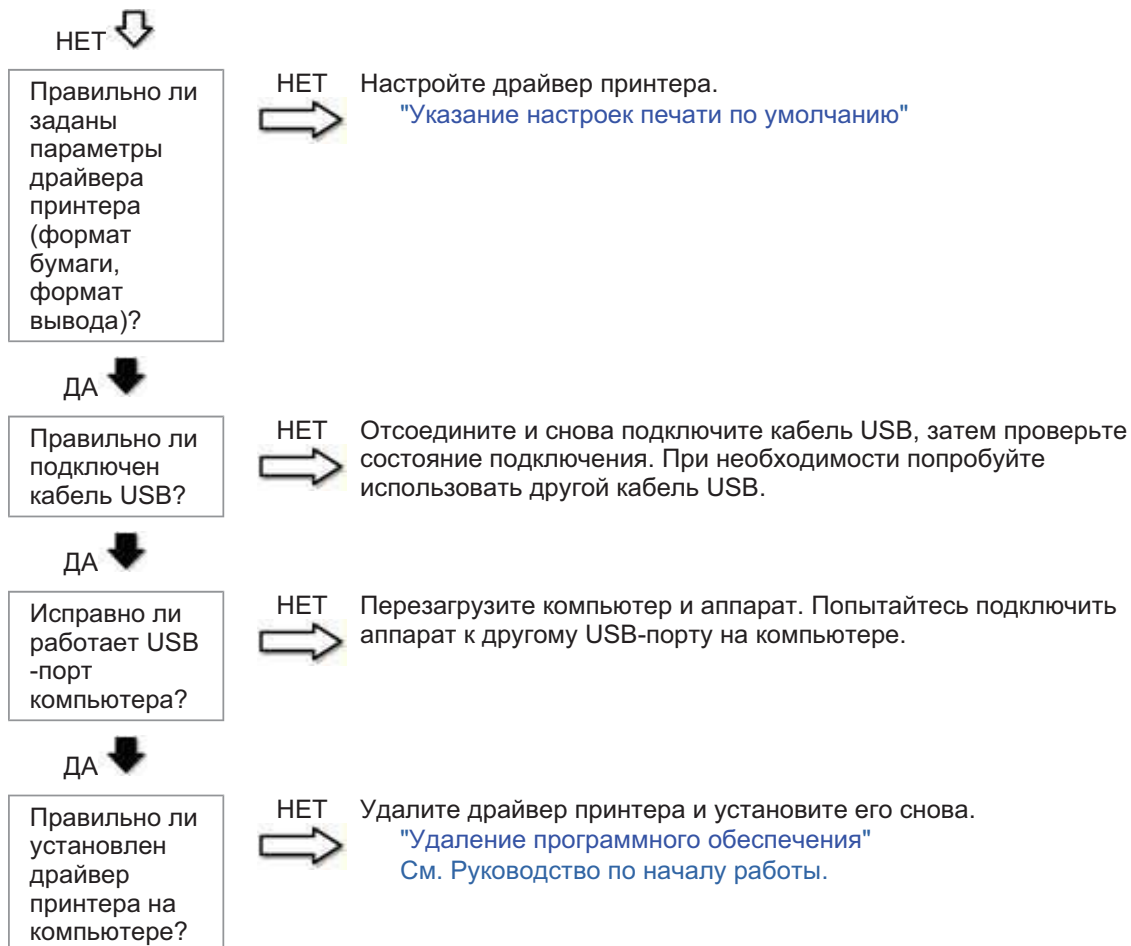 НЕТ
Правильно ли
заданы
параметры
драйвера
принтера
(формат
бумаги,
формат
вывода)?
НЕТ
Настройте драйвер принтера.
"Указание настроек печати по умолчанию"
ДА
Правильно ли
подключен
кабель USB?
НЕТ
Отсоедините и снова подключите кабель USB, затем проверьте
состояние подключения. При необходимости попробуйте
использовать другой кабель USB.
ДА
Исправно ли
работает USB
-порт
компьютера?
НЕТ
Перезагрузите компьютер и аппарат. Попытайтесь подключить
аппарат к другому USB-порту на компьютере.
ДА
Правильно ли
установлен
драйвер
принтера на
компьютере?
НЕТ
Удалите драйвер принтера и установите его снова.
"Удаление программного обеспечения"
См. Руководство по началу работы.